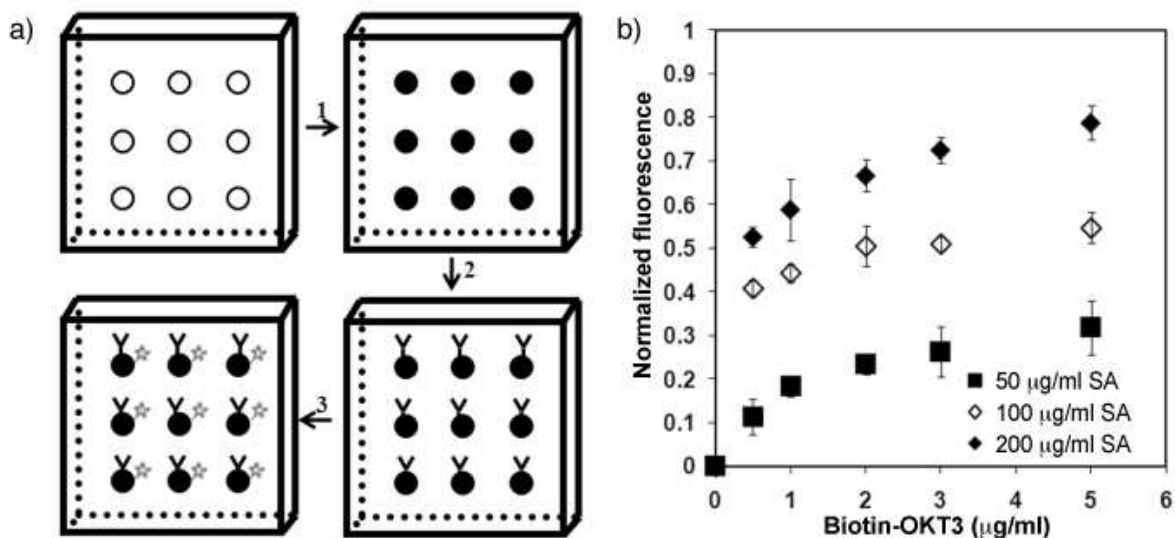 a)
1
2
3
b)
Normalized fluorescence
1
0.9
0.8
0.7
0.6
0.5
0.4
0.3
0.2
0.1
0
50 μg/ml SA
100 μg/ml SA
200 μg/ml SA
0 1 2 3 4 5 6
Biotin-OKT3 (μg/ml)